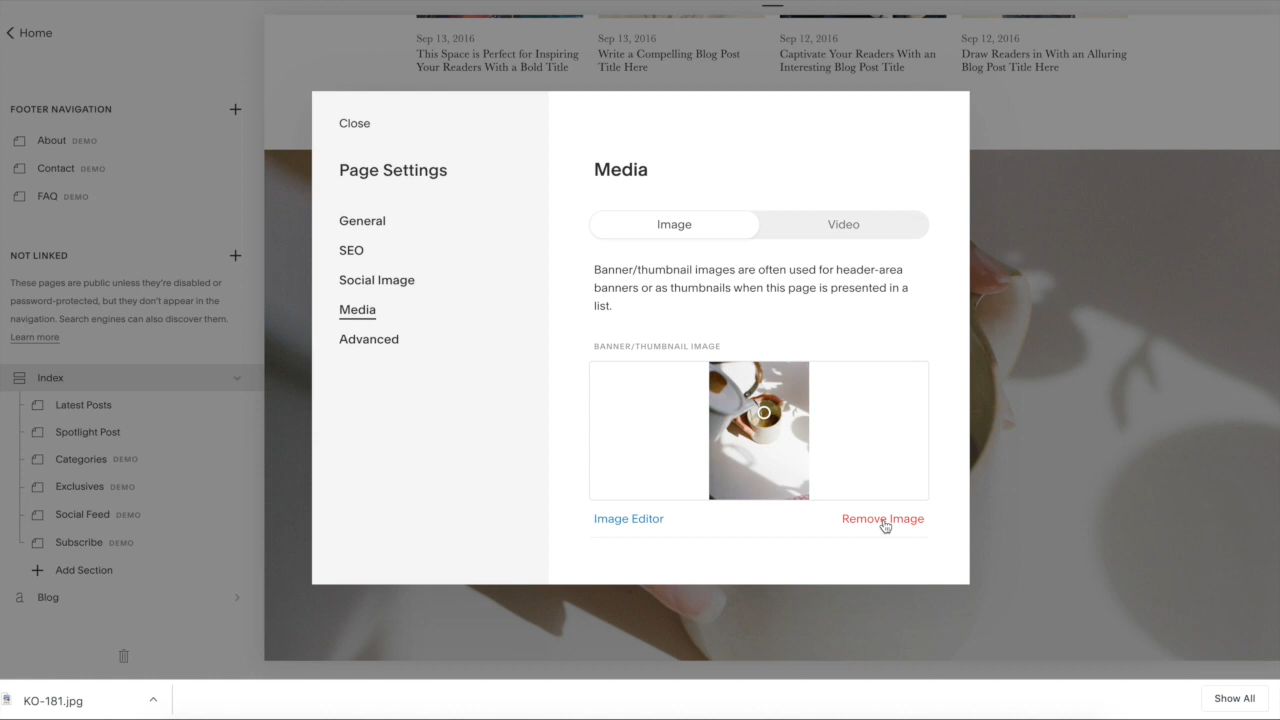 Home
FOOTER NAVIGATION
About DEMO
Contact DEMO
FAQ DEMO
NOT LINKED
These pages are public unless they're disabled or
password-protected, but they don't appear in the
navigation. Search engines can also discover them.
Learn more
Index
Latest Posts
Spotlight Post
Categories DEMO
Exclusives DEMO
Social Feed DEMO
Subscribe DEMO
Add Section
Blog
Sep 13, 2016
This Space is Perfect for Inspiring
Your Readers With a Bold Title
Sep 13, 2016
Write a Compelling Blog Post
Title Here
Sep 12, 2016
Captivate Your Readers With an
Interesting Blog Post Title
Sep 12, 2016
Draw Readers in With an Alluring
Blog Post Title Here
Close
Page Settings
General
SEO
Social Image
Media
Advanced
Media
Image
Video
Banner/thumbnail images are often used for header-area
banners or as thumbnails when this page is presented in a
list.
BANNER/THUMBNAIL IMAGE
Image Editor
Remove Image
KO-181.jpg
Show All